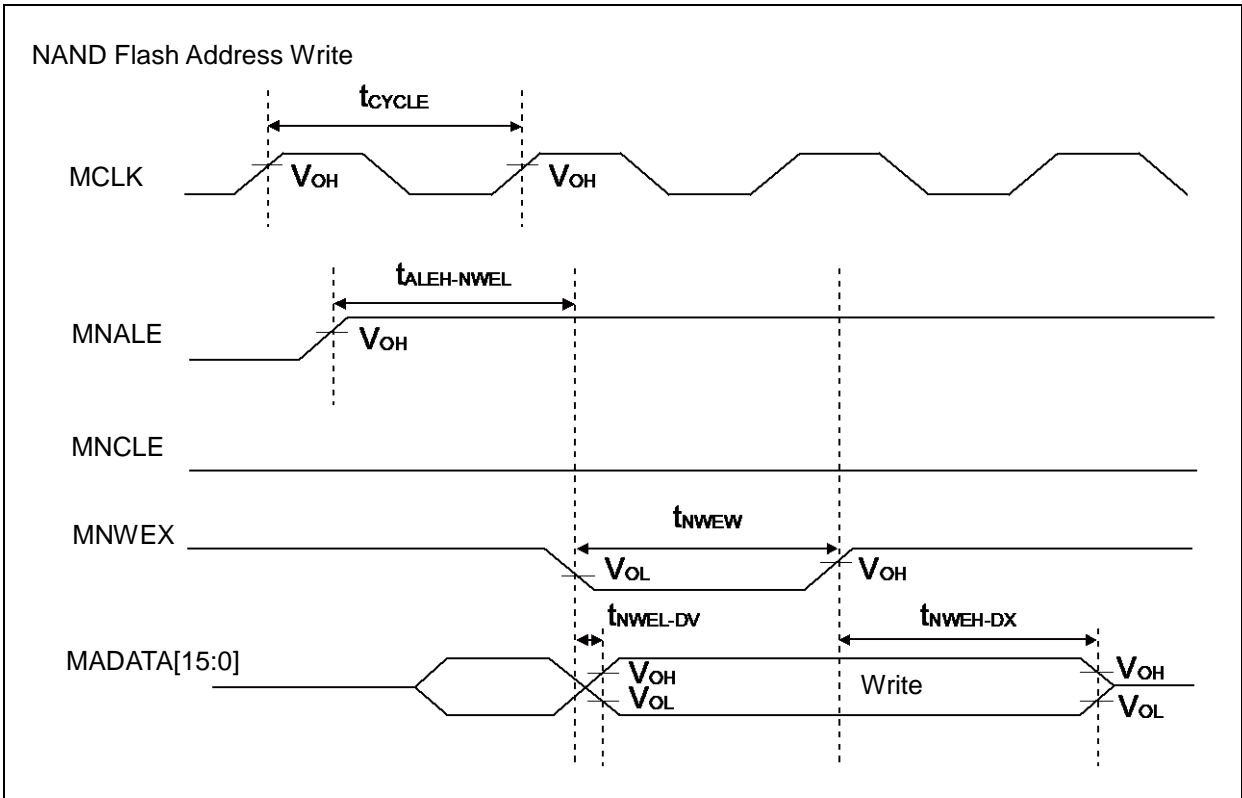 NAND Flash Address Write
tCYCLE
MCLK
VOH
VOH
tALEH-NWEL
MNALE
VOH
MNCLE
tNWEW
MNWEX
VOL
VOH
tNWEL-DV
tNWEH-DX
MADATA[15:0]
VOH
Write
VOH
VOL
VOL